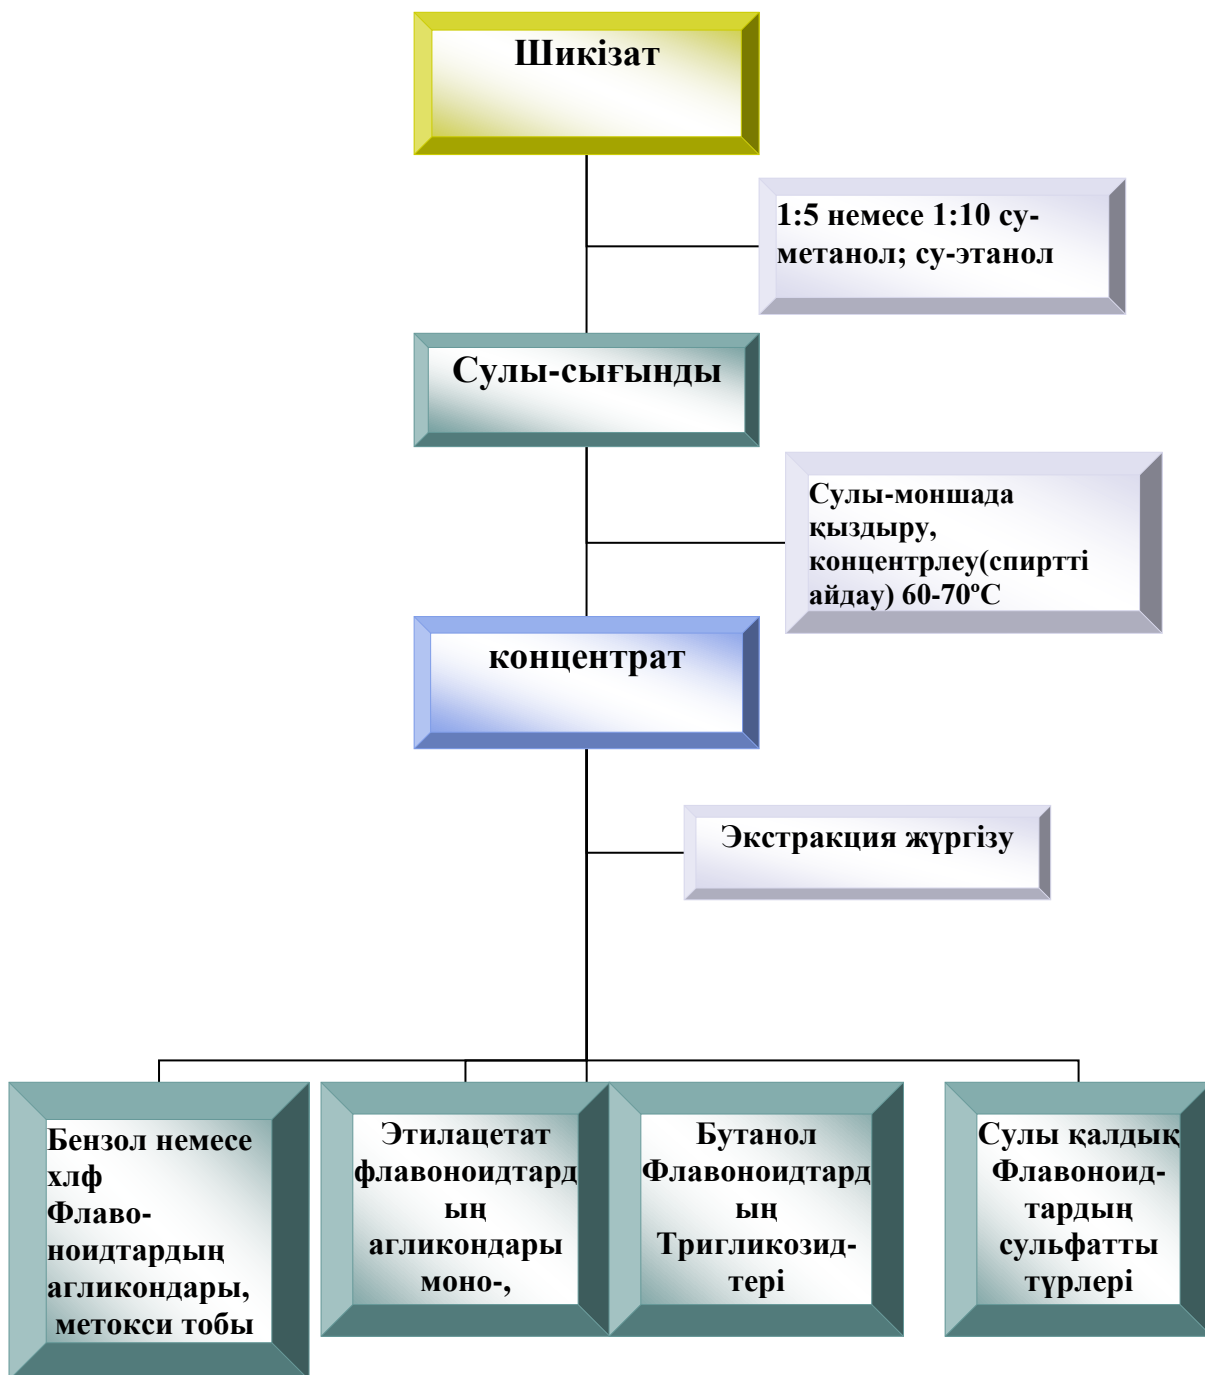 Шикізат
1:5 немесе 1:10 су-
метанол; су-этанол
Сулы-сығынды
Сулы-моншада
қыздыру,
концентрлеу(спиртті
айдау) 60-70ºС
концентрат
Экстракция жүргізу
Бензол немесе
хлф
Флаво-
ноидтардың
агликондары,
метокси тобы
Этилацетат
флавоноидтард
ың
агликондары
моно-,
Бутанол
Флавоноидтард
ың
Тригликозид-
тері
Сулы қалдық
Флавоноид-
тардың
сульфатты
түрлері